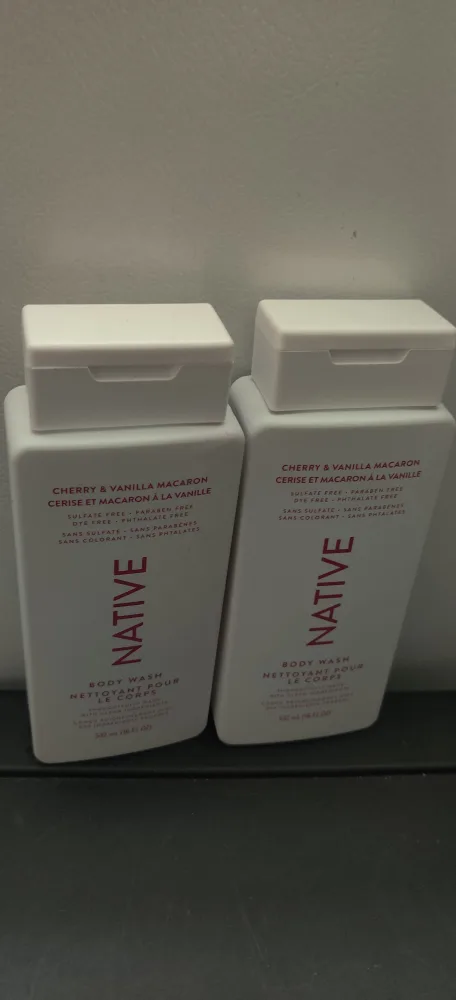 CHERRY & VANILLA MACARON
CERISE ET MACARON À LA VANILLE
SULFATE FREE - PARABEN FREE
DYE FREE - PHTHALATE FREE
SANS SULFATE - SANS PARABÈNES
SANS COLORANT - SANS PHTALATES
NATIVE
BODY WASH
NETTOYANT POUR
LE CORPS
CHERRY & VANILLA MACARON
CERISE ET MACARON À LA VANILLE
SULFATE FREE - PARABEN FREE
DYE FREE - PHTHALATE FREE
SANS SULFATE - SANS PARABÈNES
SANS COLORANT - SANS PHTALATES
NATIVE
BODY WASH
NETTOYANT POUR
LE CORPS